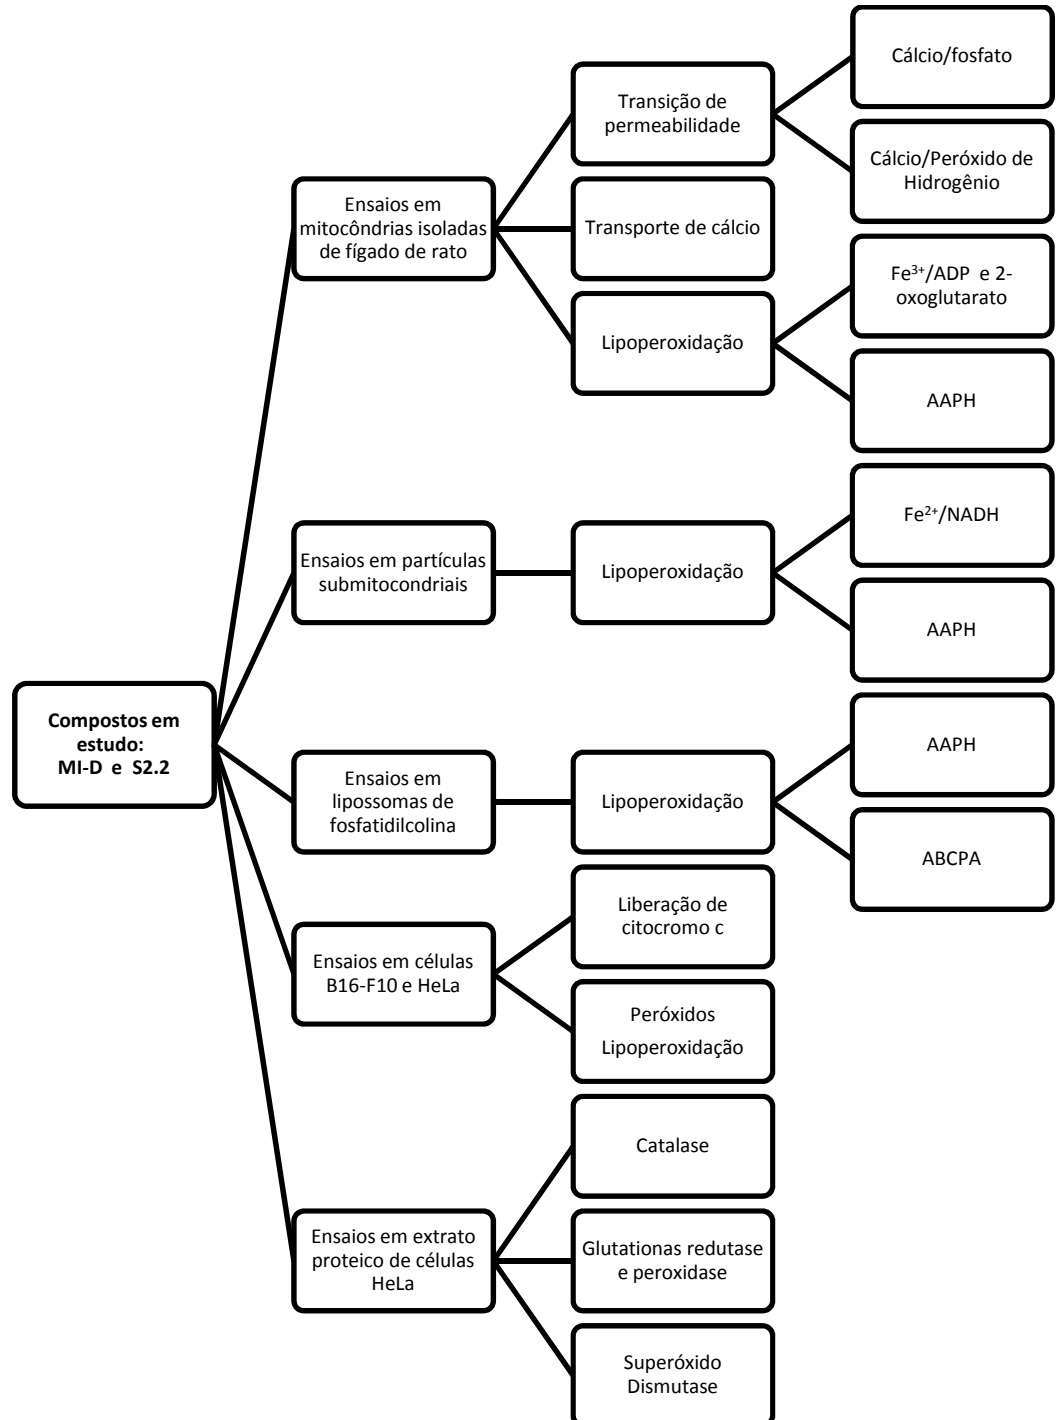 Compostos em
estudo:
MI-D e S2.2
Ensaios em
mitocôndrias isoladas
de fígado de rato
Transição de
permeabilidade
Cálcio/fosfato
Cálcio/Peróxido de
Hidrogênio
Transporte de cálcio
Lipoperoxidação
Fe³⁺/ADP e 2-
oxoglutarato
AAPH
Ensaios em partículas
submitocondriais
Lipoperoxidação
Fe²⁺/NADH
AAPH
Ensaios em
lipossomas de
fosfatidilcolina
Lipoperoxidação
AAPH
ABCPA
Ensaios em células
B16-F10 e HeLa
Liberação de
citocromo c
Peróxidos
Lipoperoxidação
Ensaios em extrato
proteico de células
HeLa
Catalase
Glutationas redutase
e peroxidase
Superóxido
Dismutase